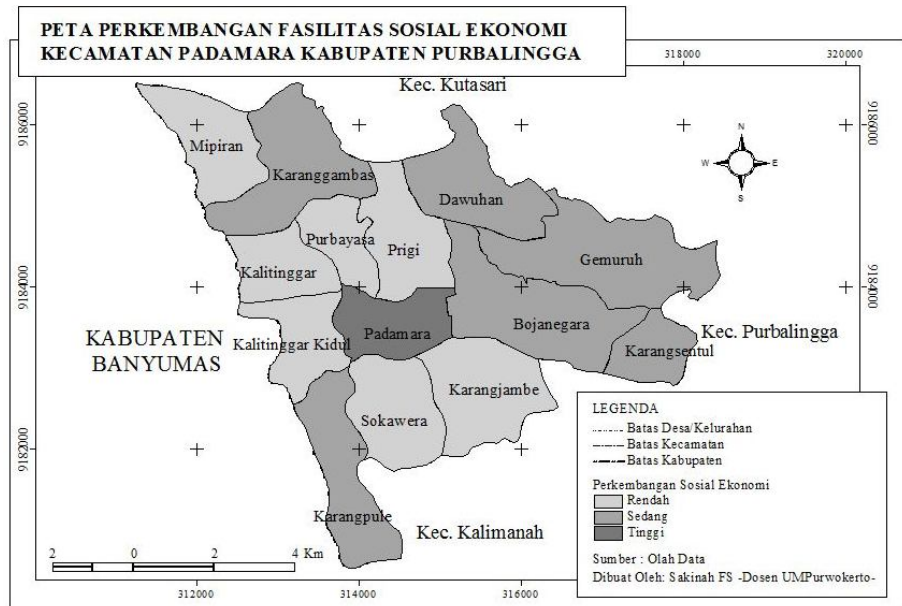 PETA PERKEMBANGAN FASILITAS SOSIAL EKONOMI
KECAMATAN PADAMARA KABUPATEN PURBALINGGA
318000
320000
Kec. Kutasari
9186000
9186000
N
W
E
S
Mipiran
Karanggambas
Dawuhan
Purbayasa
Prigi
Gemuruh
Kalitinggar
9184000
9184000
KABUPATEN
BANYUMAS
Kalitinggar Kidul
Padamara
Bojanegara
Kec. Purbalingga
Karangsentul
Karangjambe
Sokawera
9182000
Karangpule
Kec. Kalimanah
LEGENDA
Batas Desa/Kelurahan
Batas Kecamatan
Batas Kabupaten
Perkembangan Sosial Ekonomi
Rendah
Sedang
Tinggi
Sumber : Olah Data
Dibuat Oleh: Sakinah FS -Dosen UMPurwokerto-
2 0 2 4 Km
312000
314000
316000